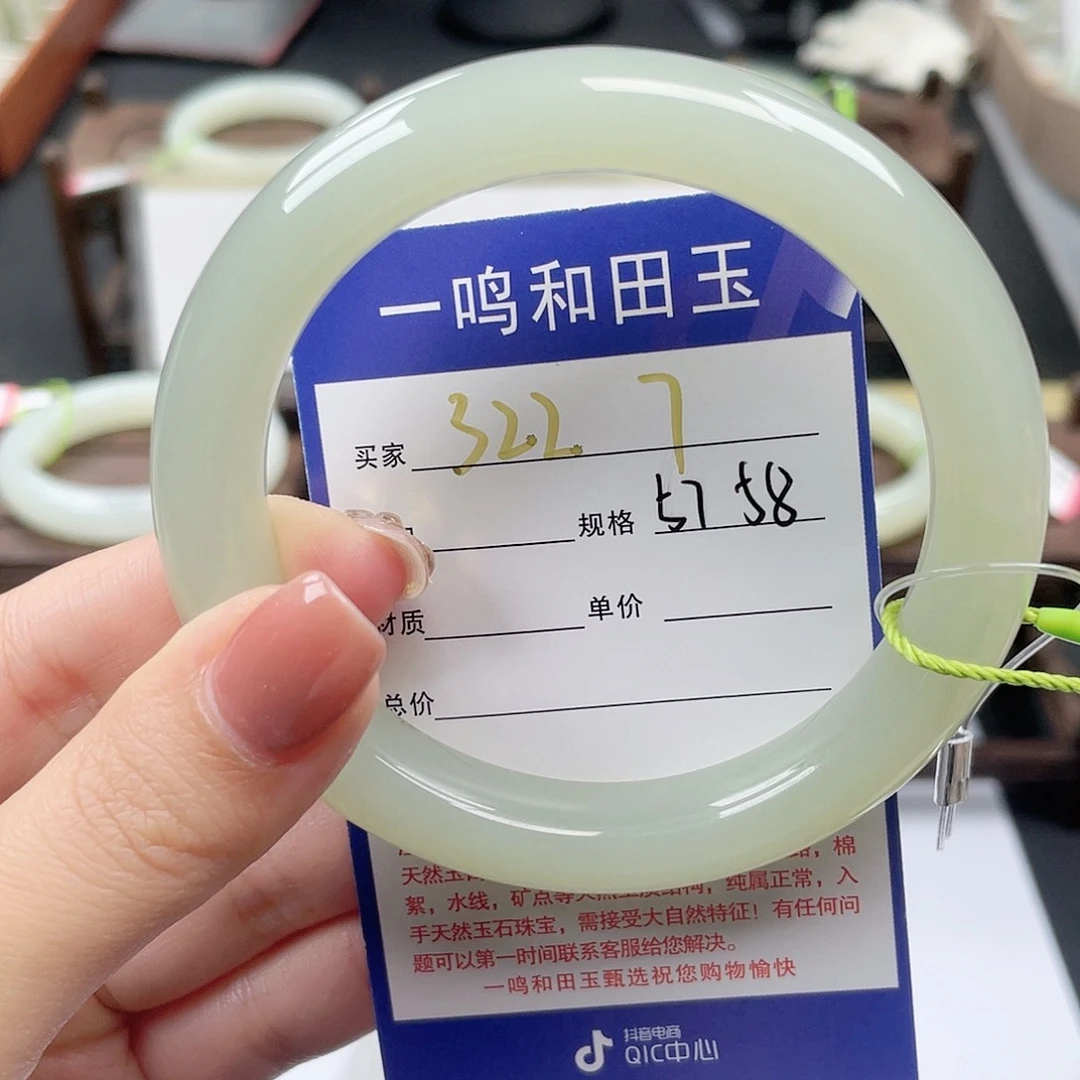 一鸣和田玉
买家 322 7
规格 57 58
材质 单价
总价
棉
天然玉
絮，水线，矿点等天然玉质结构，纯属正常，入
手天然玉石珠宝，需接受大自然特征！有任何问
题可以第一时间联系客服给您解决。
一鸣和田玉甄选祝您购物愉快
抖音电商
QIC中心